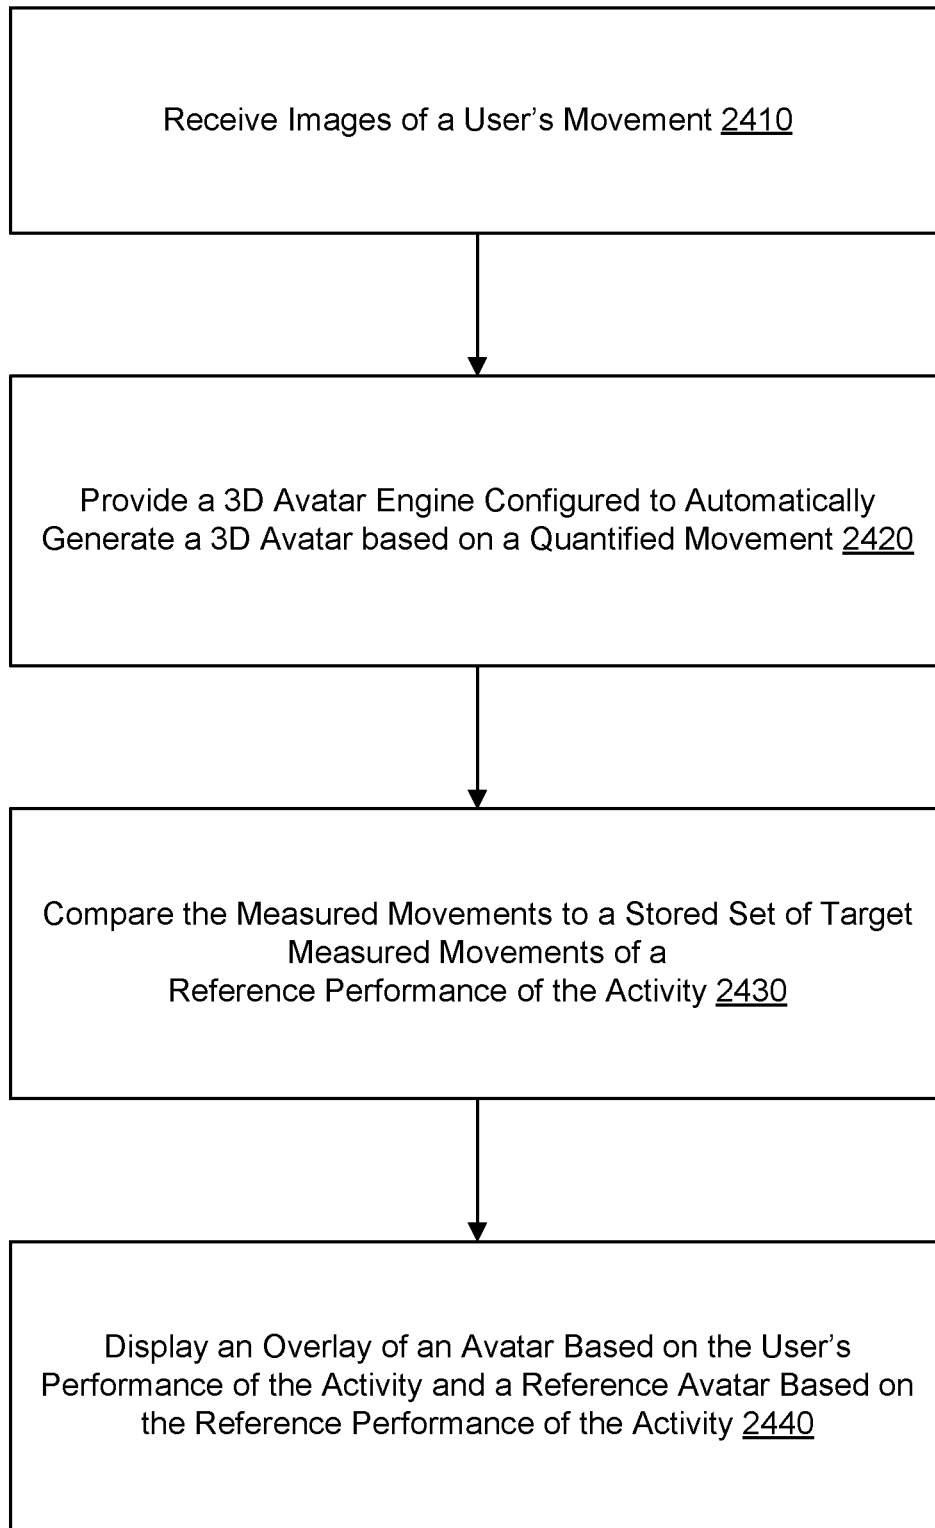 Receive Images of a User's Movement 2410
Provide a 3D Avatar Engine Configured to Automatically
Generate a 3D Avatar based on a Quantified Movement 2420
Compare the Measured Movements to a Stored Set of Target
Measured Movements of a
Reference Performance of the Activity 2430
Display an Overlay of an Avatar Based on the User's
Performance of the Activity and a Reference Avatar Based on
the Reference Performance of the Activity 2440